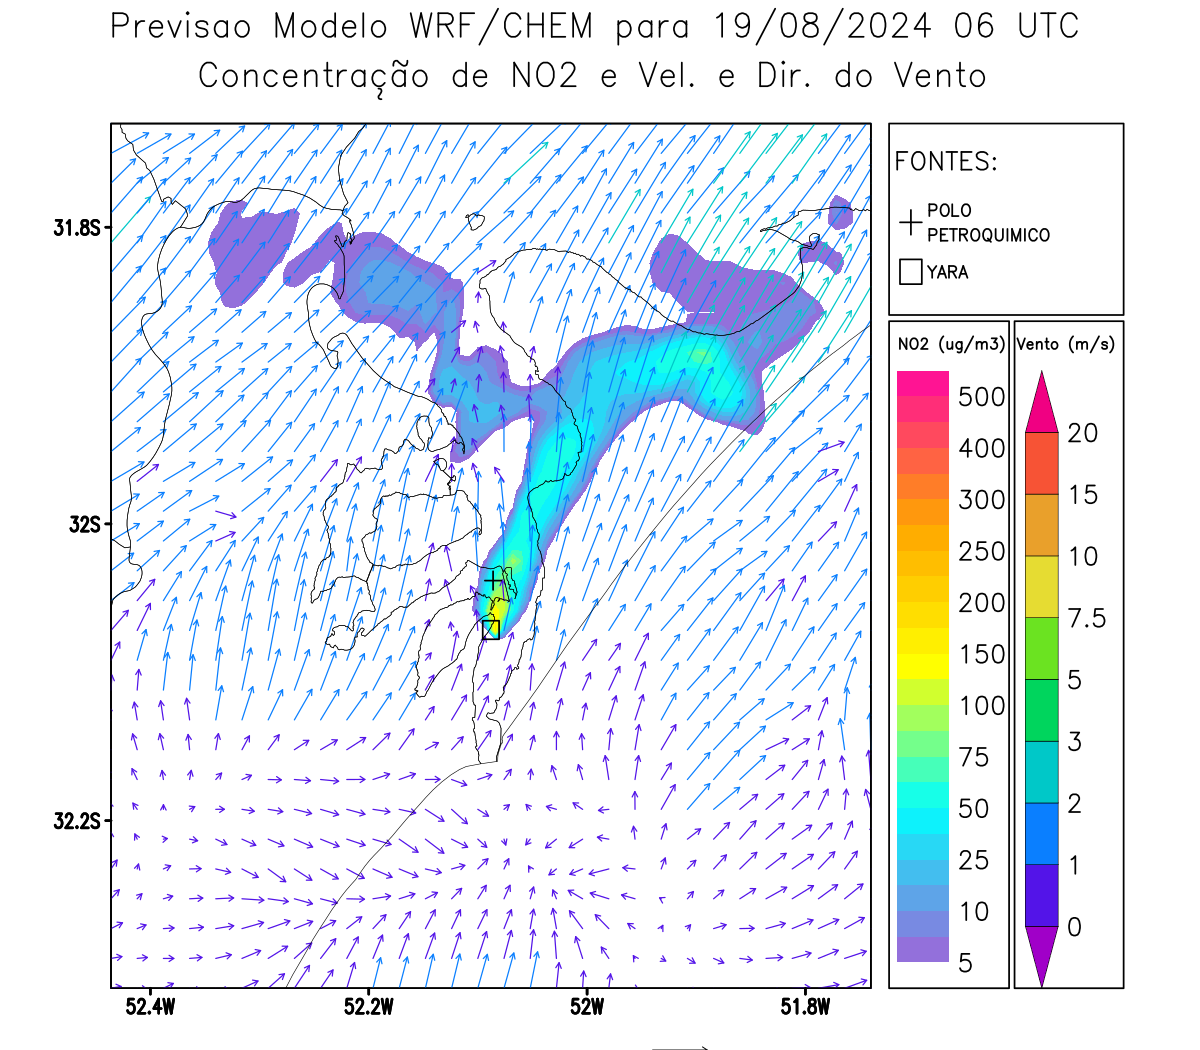 Previsao Modelo WRF/CHEM para 19/08/2024 06 UTC
Concentração de NO2 e Vel. e Dir. do Vento
FONTES:
POLO
PETROQUIMICO
YARA
NO2 (ug/m3)
500
400
300
250
200
150
100
75
50
25
10
5
Vento (m/s)
20
15
10
7.5
5
3
2
1
0
31.8S
32S
32.2S
52.4W
52.2W
52W
51.8W